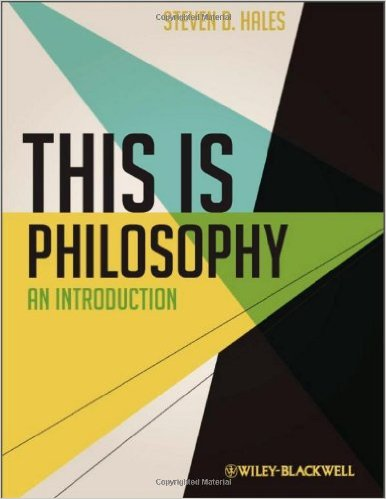 STEVEN D. HALES
THIS IS
PHILOSOPHY
AN INTRODUCTION
WILEY-BLACKWELL